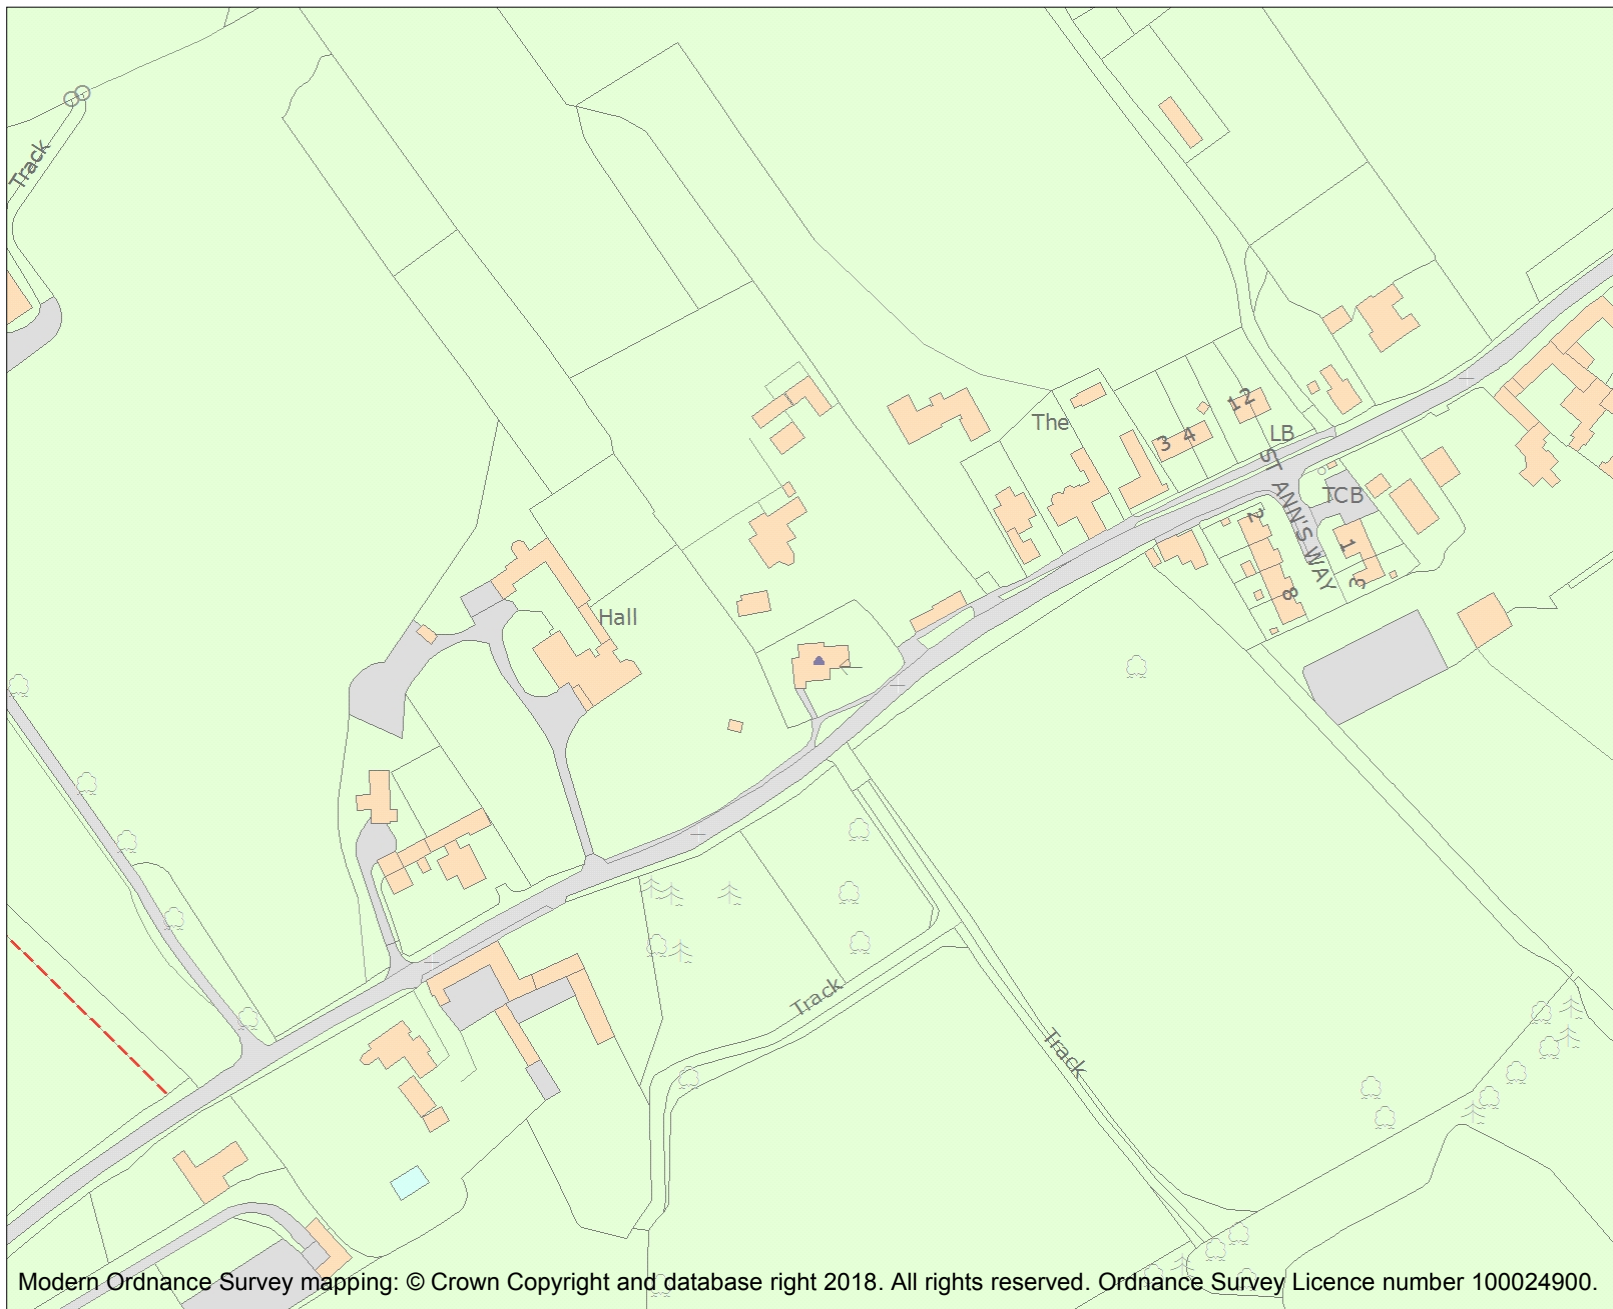 Track
The
1 2
3 4
LB
ST ANN'S WAY
TCB
2
1
3
8
Hall
Track
Track
Modern Ordnance Survey mapping: © Crown Copyright and database right 2018. All rights reserved. Ordnance Survey Licence number 100024900.